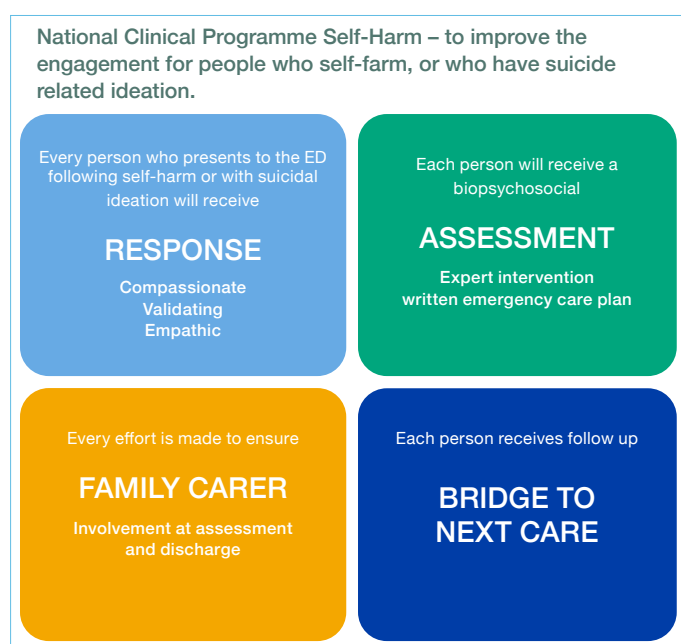 National Clinical Programme Self-Harm – to improve the
engagement for people who self-farm, or who have suicide
related ideation.
Every person who presents to the ED
following self-harm or with suicidal
ideation will receive
RESPONSE
Compassionate
Validating
Empathic
Each person will receive a
biopsychosocial
ASSESSMENT
Expert intervention
written emergency care plan
Every effort is made to ensure
FAMILY CARER
Involvement at assessment
and discharge
Each person receives follow up
BRIDGE TO
NEXT CARE